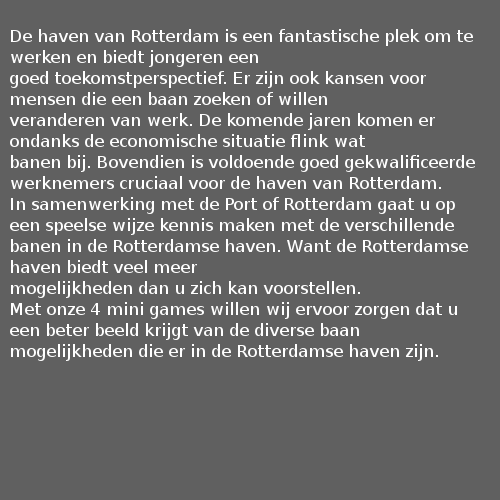 De haven van Rotterdam is een fantastische plek om te
werken en biedt jongeren een
goed toekomstperspectief. Er zijn ook kansen voor
mensen die een baan zoeken of willen
veranderen van werk. De komende jaren komen er
ondanks de economische situatie flink wat
banen bij. Bovendien is voldoende goed gekwalificeerde
werknemers cruciaal voor de haven van Rotterdam.
In samenwerking met de Port of Rotterdam gaat u op
een speelse wijze kennis maken met de verschillende
banen in de Rotterdamse haven. Want de Rotterdamse
haven biedt veel meer
mogelijkheden dan u zich kan voorstellen.
Met onze 4 mini games willen wij ervoor zorgen dat u
een beter beeld krijgt van de diverse baan
mogelijkheden die er in de Rotterdamse haven zijn.